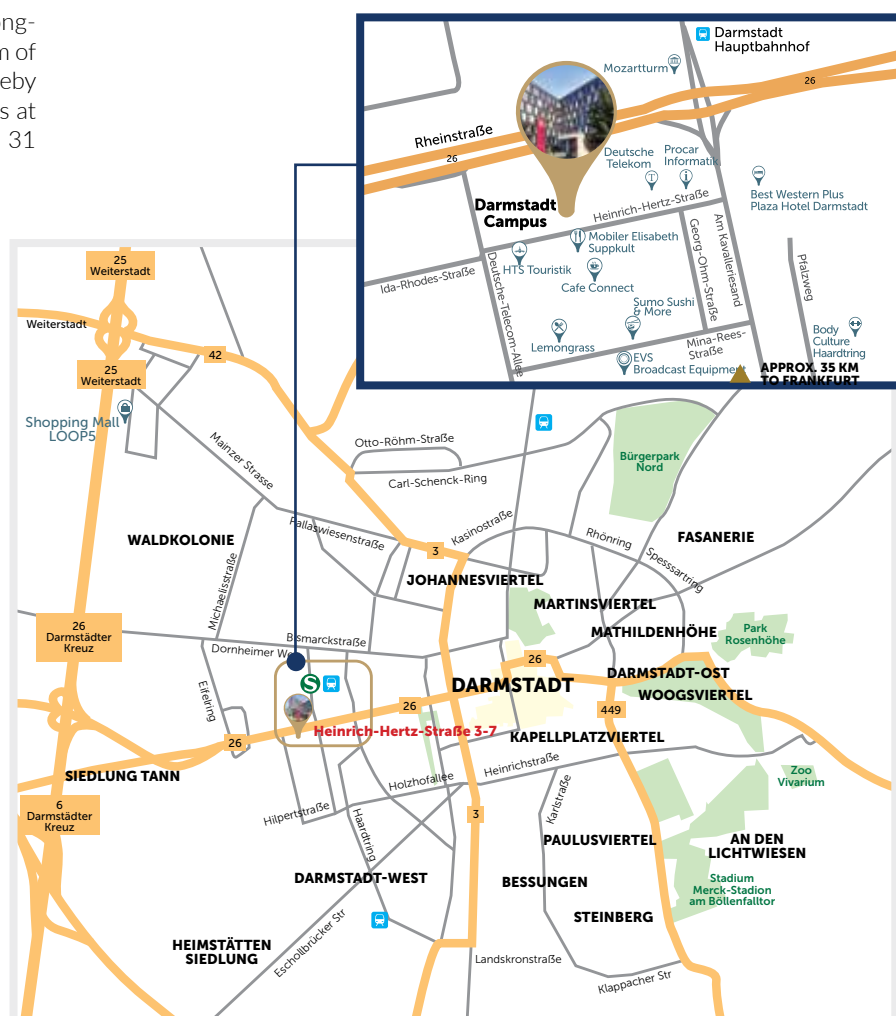 ng-
m of
eby
s at
31
Darmstadt
Hauptbahnhof
Mozartturm
26
Rheinstraße
26
Deutsche
Telekom
Procar
Informatik
Best Western Plus
Plaza Hotel Darmstadt
Darmstadt
Campus
Heinrich-Hertz-Straße
Mobiler Elisabeth
Suppkult
HTS Touristik
Cafe Connect
Ida-Rhodes-Straße
Deutsche-Telecom-Allee
Georg-Ohm-Straße
Am Kavalleriesand
Pfalzweg
Sumo Sushi
& More
Lemongrass
Mina-Rees-
Straße
Body
Culture
Haardtring
EVS
Broadcast Equipment
APPROX. 35 KM
TO FRANKFURT
25
Weiterstadt
Weiterstadt
42
25
Weiterstadt
Shopping Mall
LOOP5
Mainzer Strasse
Otto-Röhm-Straße
Carl-Schenck-Ring
Bürgerpark
Nord
WALDKOLONIE
Pallaswiesenstraße
Kasinostraße
3
Rhönring
Spessartring
FASANERIE
Michaelisstraße
JOHANNESVIERTEL
MARTINSVIERTEL
MATHILDENHÖHE
Park
Rosenhöhe
26
Darmstädter
Kreuz
Bismarckstraße
Dornheimer We
26
DARMSTADT
DARMSTADT-OST
WOOGSVIERTEL
Eifelring
S
26
449
26
Heinrich-Hertz-Straße 3-7
KAPELLPLATZVIERTEL
SIEDLUNG TANN
Holzhofallee
Heinrichstraße
Zoo
Vivarium
6
Darmstädter
Kreuz
Hilpertstraße
Haardtring
3
Karlstraße
PAULUSVIERTEL
AN DEN
LICHTWIESEN
DARMSTADT-WEST
BESSUNGEN
Stadium
Merck-Stadion
am Böllenfalltor
STEINBERG
HEIMSTÄTTEN
SIEDLUNG
Eschollbrücker Str
Landskronstraße
Klappacher Str